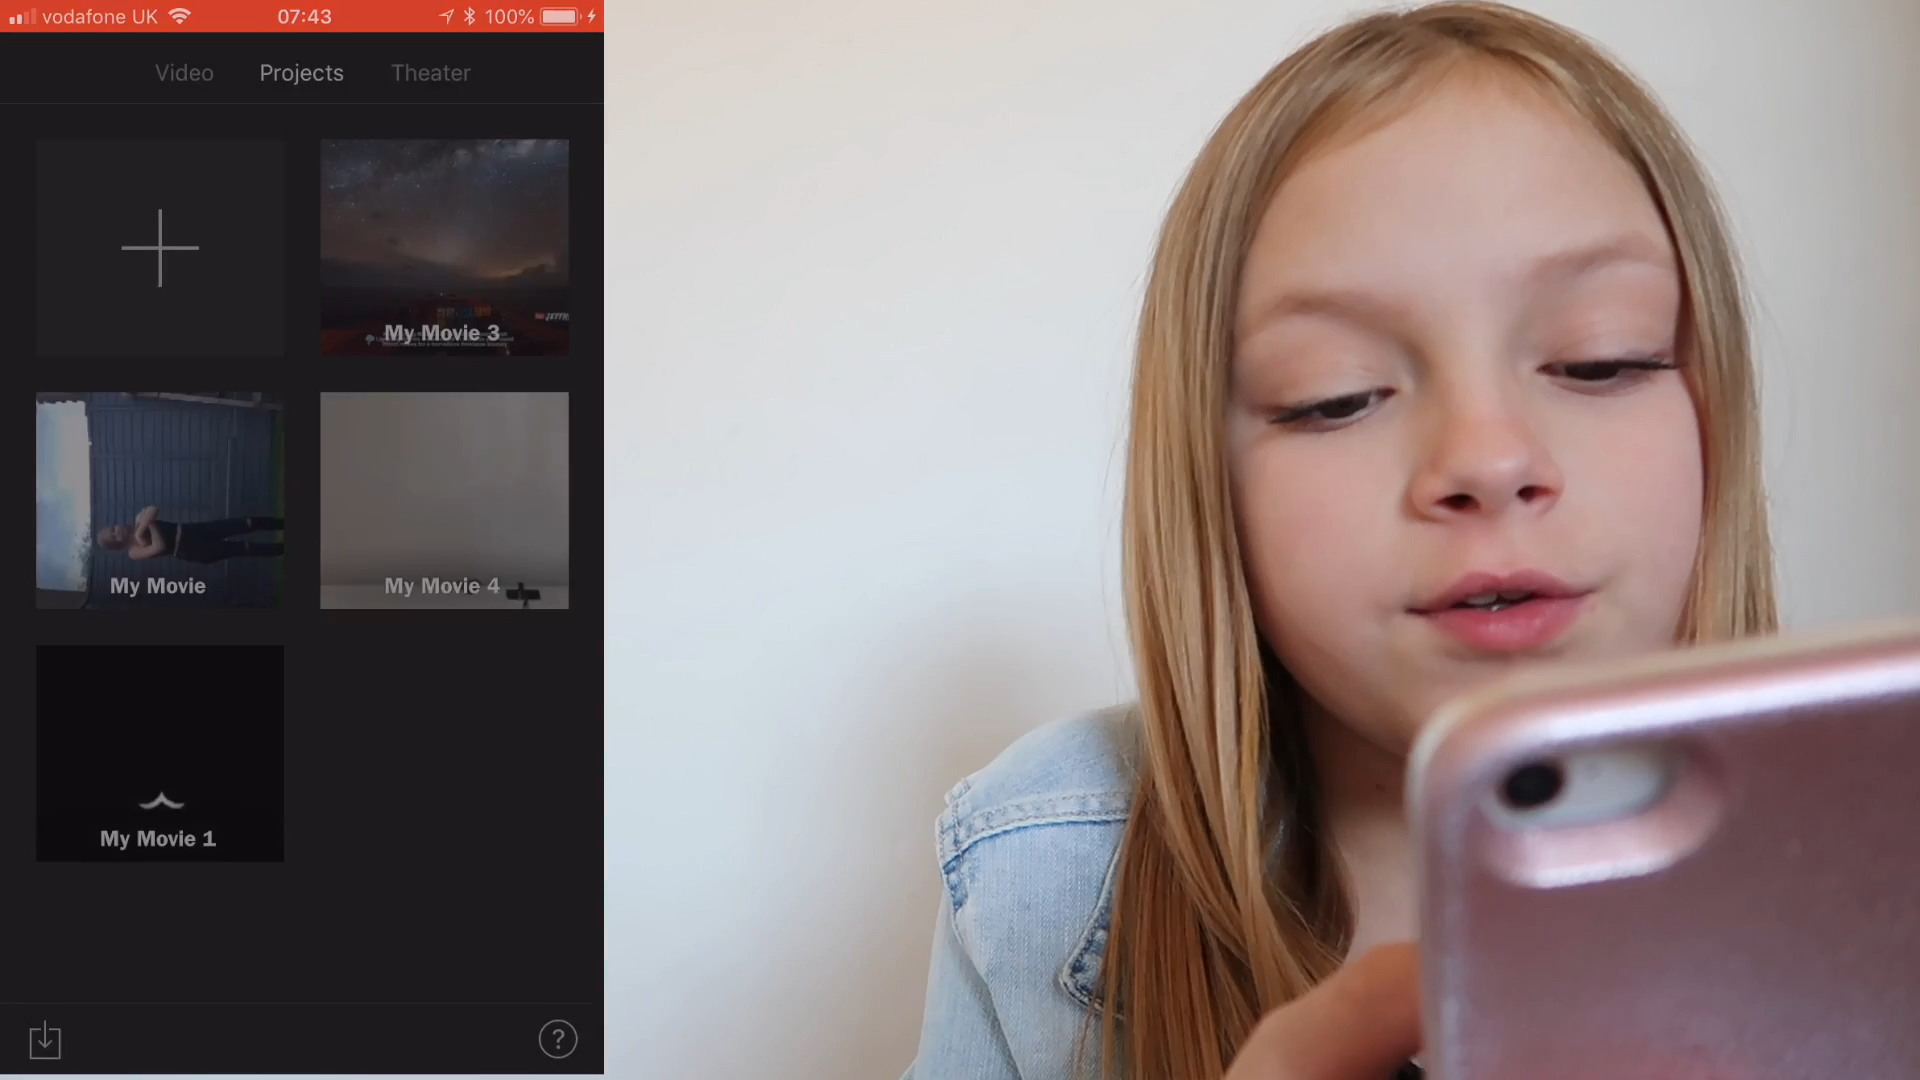 vodafone UK 07:43 100%
Video Projects Theater
My Movie 3
My Movie My Movie 4
My Movie 1
?